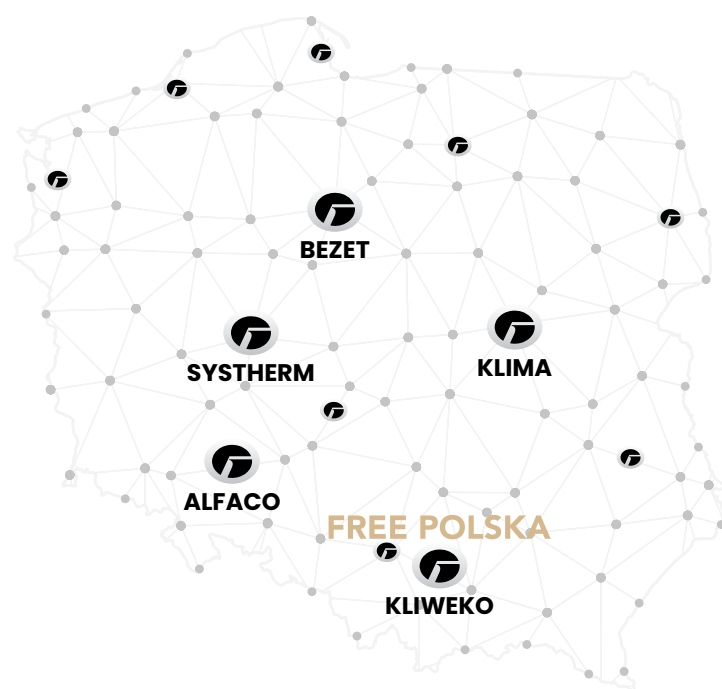 BEZET
SYSTHERM
KLIMA
ALFACO
FREE POLSKA
KLIWEKO